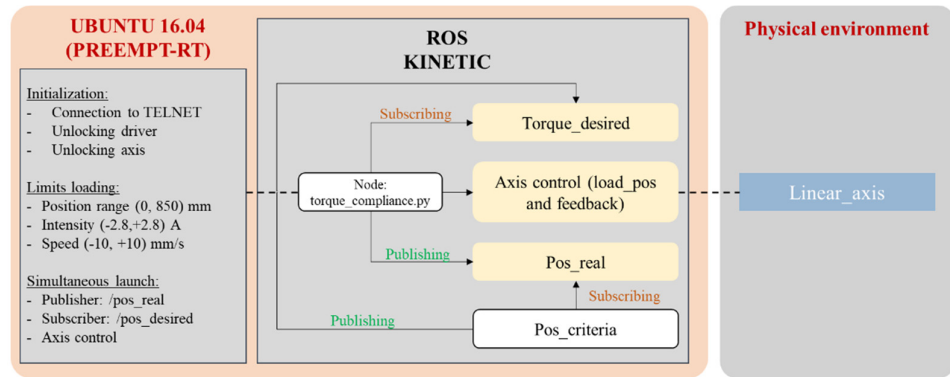 UBUNTU 16.04
(PREEMPT-RT)
Initialization:
- Connection to TELNET
- Unlocking driver
- Unlocking axis
Limits loading:
- Position range (0, 850) mm
- Intensity (-2.8,+2.8) A
- Speed (-10, +10) mm/s
Simultaneous launch:
- Publisher: /pos_real
- Subscriber: /pos_desired
- Axis control
ROS
KINETIC
Subscribing
Torque_desired
Node:
torque_compliance.py
Axis control (load_pos
and feedback)
Publishing
Pos_real
Subscribing
Publishing
Pos_criteria
Physical environment
Linear_axis